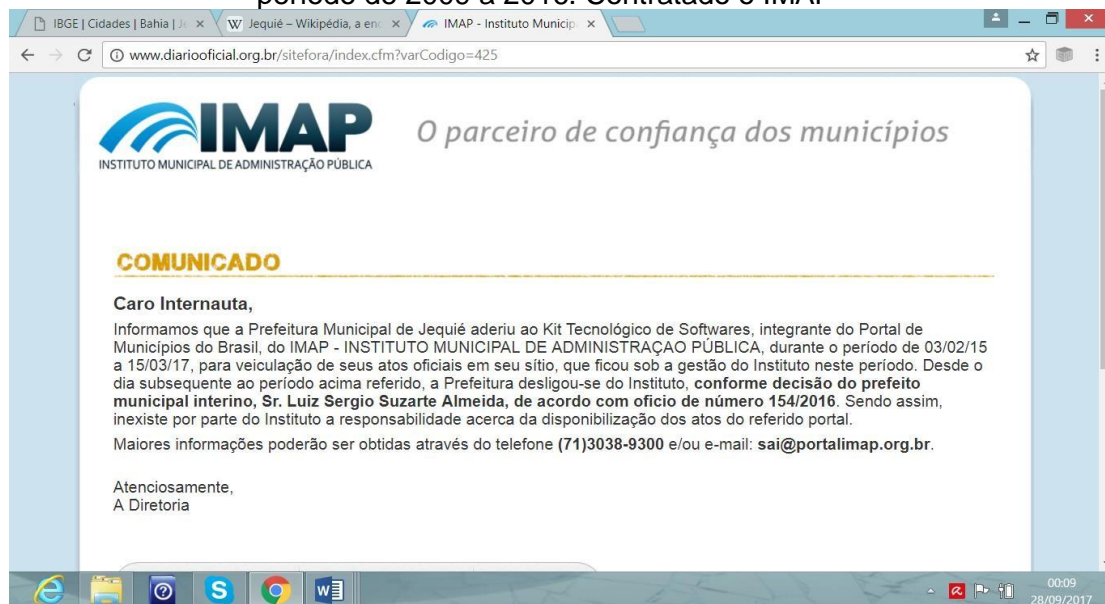 período de 2009 a 2016. Contratado o IMAP
IBGE | Cidades | Bahia | J
Jequié – Wikipédia, a en
IMAP - Instituto Municip
www.diariooficial.org.br/sitefora/index.cfm?varCodigo=425
IMAP
INSTITUTO MUNICIPAL DE ADMINISTRAÇÃO PÚBLICA
O parceiro de confiança dos municípios
COMUNICADO
Caro Internauta,
Informamos que a Prefeitura Municipal de Jequié aderiu ao Kit Tecnológico de Softwares, integrante do Portal de
Municípios do Brasil, do IMAP - INSTITUTO MUNICIPAL DE ADMINISTRAÇAO PÚBLICA, durante o período de 03/02/15
a 15/03/17, para veiculação de seus atos oficiais em seu sítio, que ficou sob a gestão do Instituto neste período. Desde o
dia subsequente ao período acima referido, a Prefeitura desligou-se do Instituto, conforme decisão do prefeito
municipal interino, Sr. Luiz Sergio Suzarte Almeida, de acordo com oficio de número 154/2016. Sendo assim,
inexiste por parte do Instituto a responsabilidade acerca da disponibilização dos atos do referido portal.
Maiores informações poderão ser obtidas através do telefone (71)3038-9300 e/ou e-mail: sai@portalimap.org.br.
Atenciosamente,
A Diretoria
00:09
28/09/2017